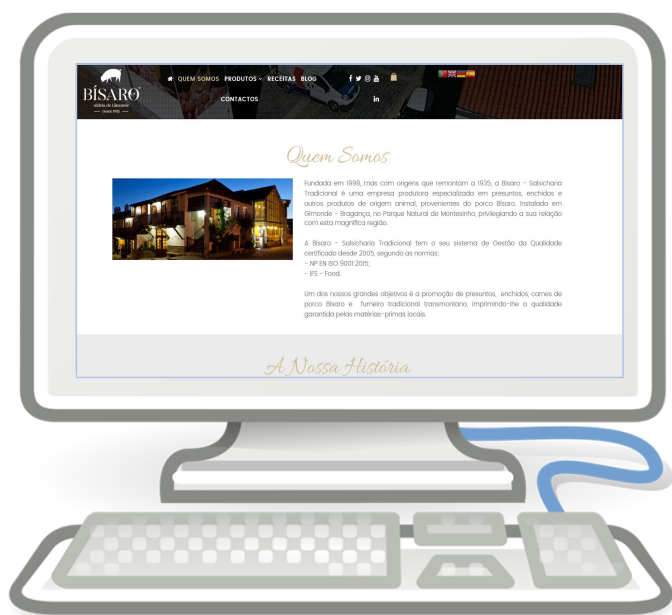 QUEM SOMOS PRODUTOS RECEITAS BLOG
CONTACTOS
BÍSARO
Aldeia de Gimonde
Desde 1935
Quem Somos
Fundada em 1998, mas com origens que remontam a 1935, a Bísaro - Salsicharia
Tradicional é uma empresa produtora especializada em presuntos, enchidos e
outros produtos de origem animal, provenientes do porco Bísaro. Instalada em
Gimonde - Bragança, no Parque Natural de Montesinho, privilegiando a sua relação
com esta magnífica região.
A Bísaro - Salsicharia Tradicional tem o seu sistema de Gestão da Qualidade
certificado desde 2005, segundo as normas:
- NP EN ISO 9001:2015;
- IFS - Food.
Um dos nossos grandes objetivos é a promoção de presuntos, enchidos, carnes de
porco Bísaro e fumeiro tradicional transmontano, imprimindo-lhe a qualidade
garantida pelas matérias-primas locais.
A Nossa História